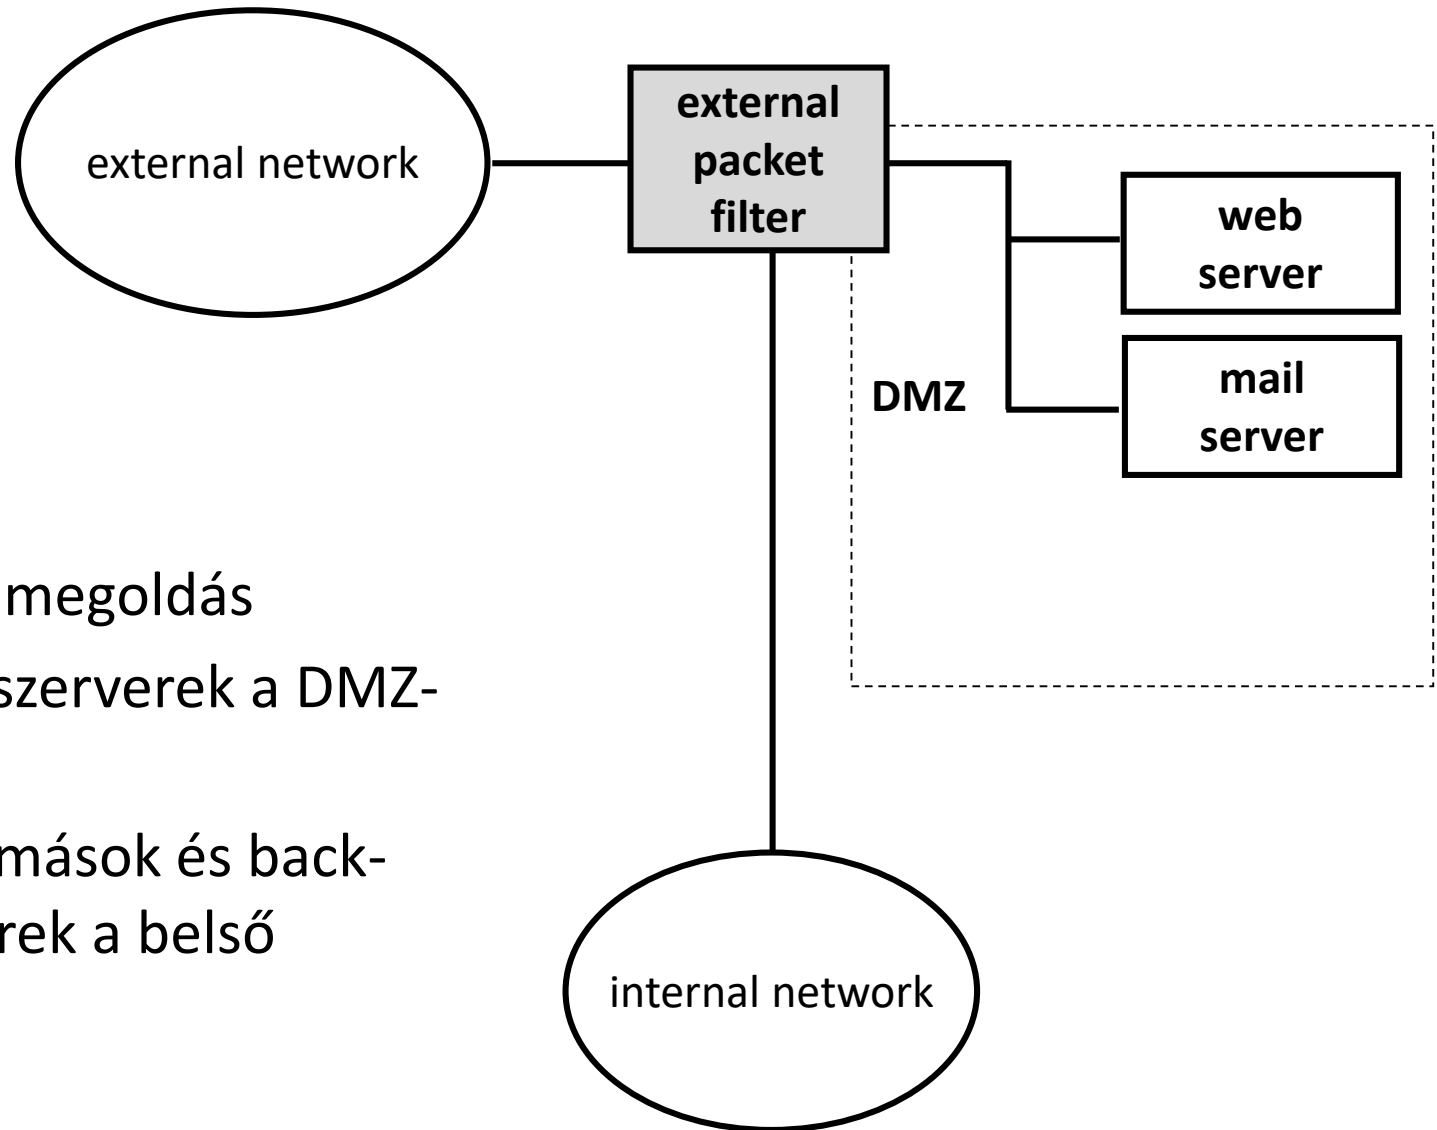 external network
external
packet
filter
web
server
mail
server
DMZ
megoldás
szerverek a DMZ-
mások és back-
rek a belső
internal network